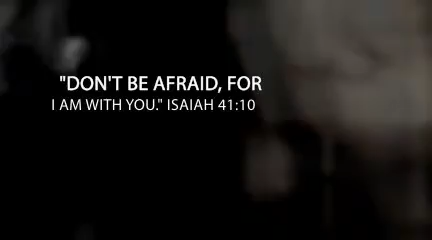 "DON'T BE AFRAID, FOR
I AM WITH YOU." ISAIAH 41:10